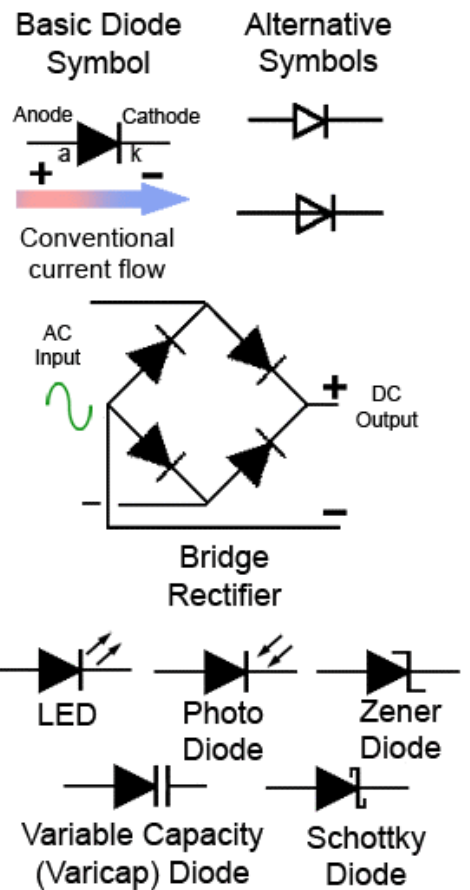 Basic Diode
Symbol
Alternative
Symbols
Anode
Cathode
a
k
+
-
Conventional
current flow
AC
Input
-
+
DC
Output
-
Bridge
Rectifier
LED
Photo
Diode
Zener
Diode
Variable Capacity
(Varicap) Diode
Schottky
Diode